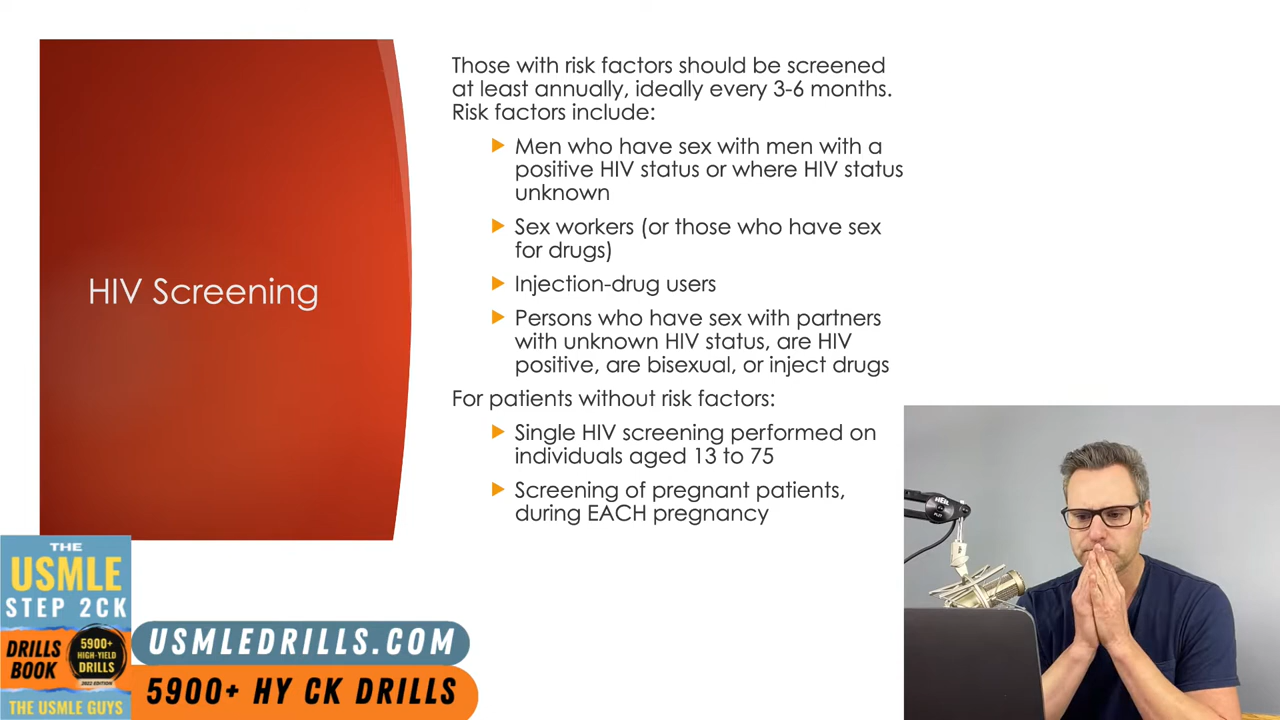 Those with risk factors should be screened
at least annually, ideally every 3-6 months.
Risk factors include:
Men who have sex with men with a
positive HIV status or where HIV status
unknown
Sex workers (or those who have sex
for drugs)
Injection-drug users
HIV Screening
Persons who have sex with partners
with unknown HIV status, are HIV
positive, are bisexual, or inject drugs
For patients without risk factors:
Single HIV screening performed on
individuals aged 13 to 75
Screening of pregnant patients,
during EACH pregnancy
THE
USMLE
STEP 2CK
DRILLS
BOOK
5900+
HIGH-YIELD
DRILLS
2022 EDITION
THE USMLE GUYS
USMLEDRILLS.COM
5900+ HY CK DRILLS
HEIL